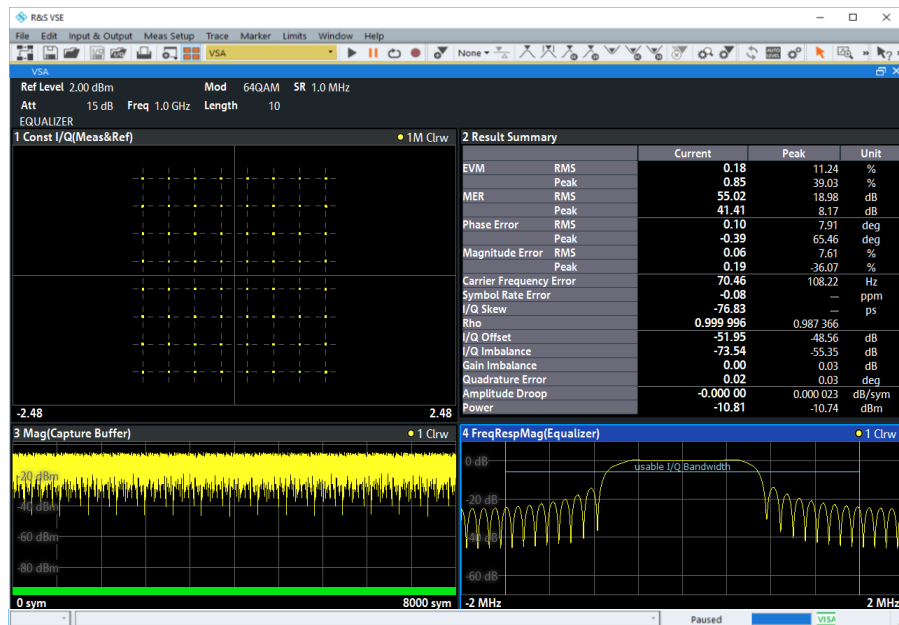 R&S VSE
File Edit Input & Output Meas Setup Trace Marker Limits Window Help
VSA None
VSA
Ref Level 2.00 dBm Mod 64QAM SR 1.0 MHz
Att 15 dB Freq 1.0 GHz Length 10
EQUALIZER
1 Const I/Q(Meas&Ref) 1M Clrw
-2.48 2.48
2 Result Summary
Current Peak Unit
EVM RMS 0.18 11.24 %
Peak 0.85 39.03 %
MER RMS 55.02 18.98 dB
Peak 41.41 8.17 dB
Phase Error RMS 0.10 7.91 deg
Peak -0.39 65.46 deg
Magnitude Error RMS 0.06 7.61 %
Peak 0.19 -36.07 %
Carrier Frequency Error 70.46 108.22 Hz
Symbol Rate Error -0.08 --- ppm
I/Q Skew -76.83 --- ps
Rho 0.999 996 0.987 366
I/Q Offset -51.95 -48.56 dB
I/Q Imbalance -73.54 -55.35 dB
Gain Imbalance 0.00 0.03 dB
Quadrature Error 0.02 0.03 deg
Amplitude Droop -0.000 00 0.000 023 dB/sym
Power -10.81 -10.74 dBm
3 Mag(Capture Buffer) 1 Clrw
-20 dBm
-40 dBm
-60 dBm
-80 dBm
0 sym 8000 sym
4 FreqRespMag(Equalizer) 1 Clrw
0 dB
usable I/Q Bandwidth
-20 dB
-40 dB
-60 dB
-2 MHz 2 MHz
Paused VISA